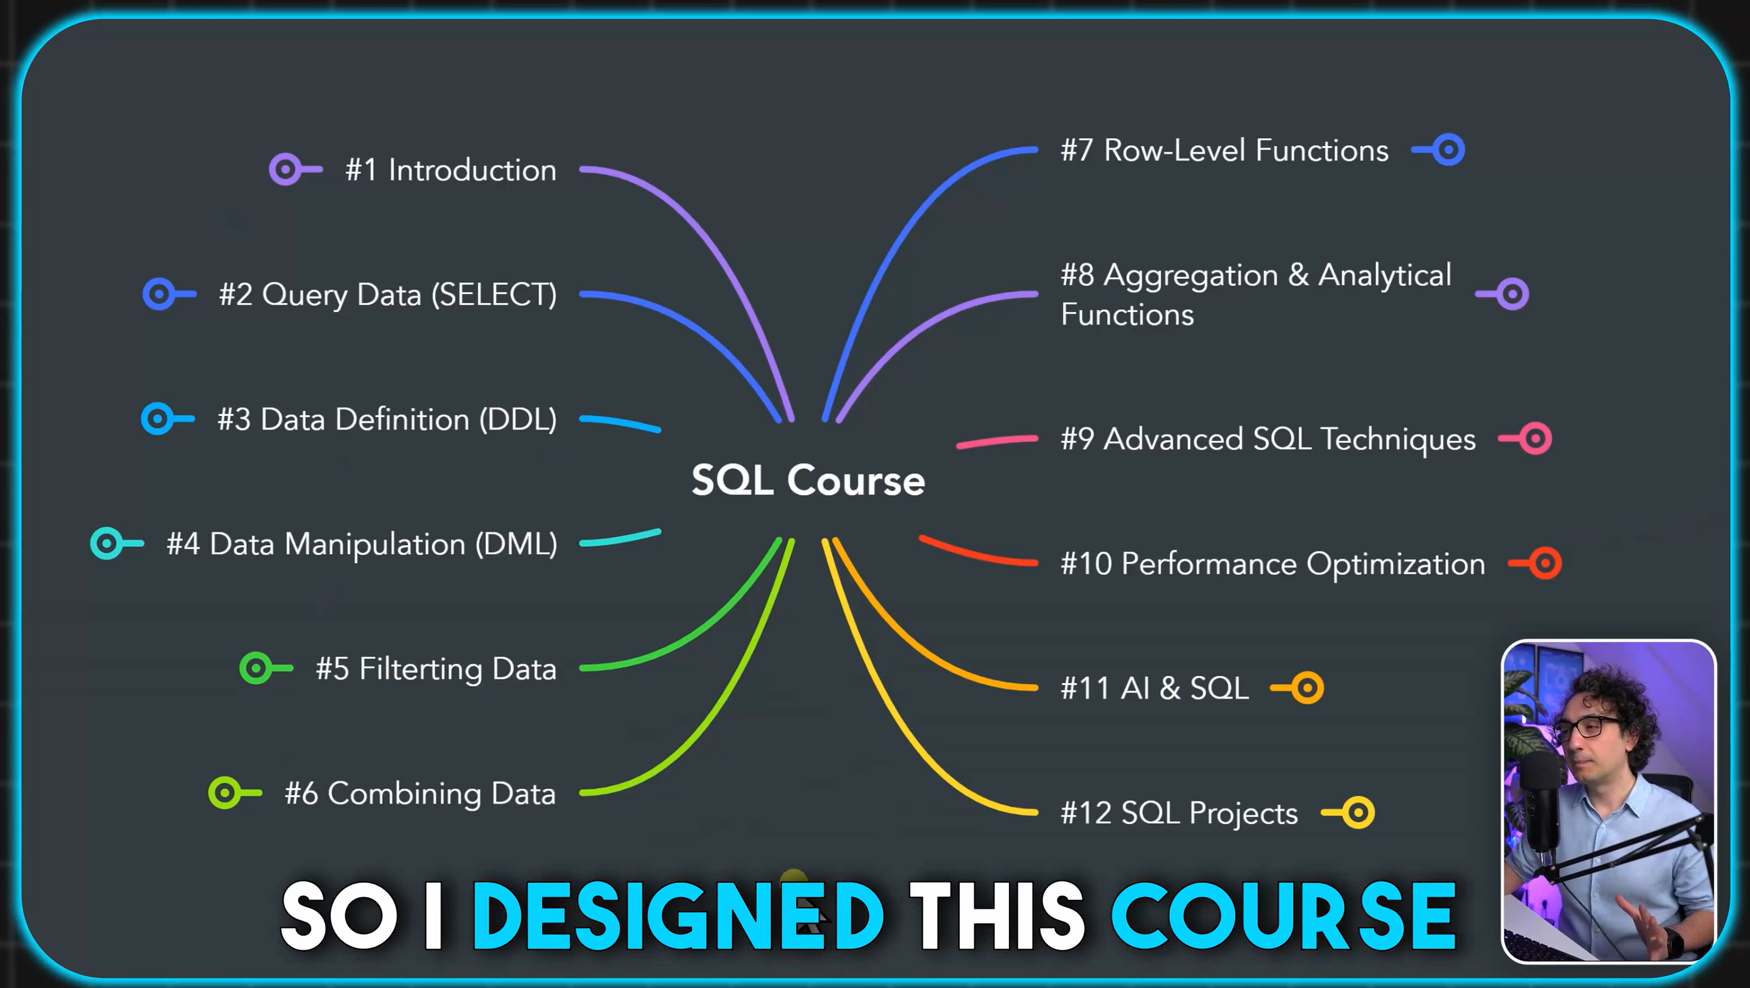 #1 Introduction
#2 Query Data (SELECT)
#3 Data Definition (DDL)
#4 Data Manipulation (DML)
#5 Filterting Data
#6 Combining Data
SQL Course
#7 Row-Level Functions
#8 Aggregation & Analytical
Functions
#9 Advanced SQL Techniques
#10 Performance Optimization
#11 AI & SQL
#12 SQL Projects
SO I DESIGNED THIS COURSE